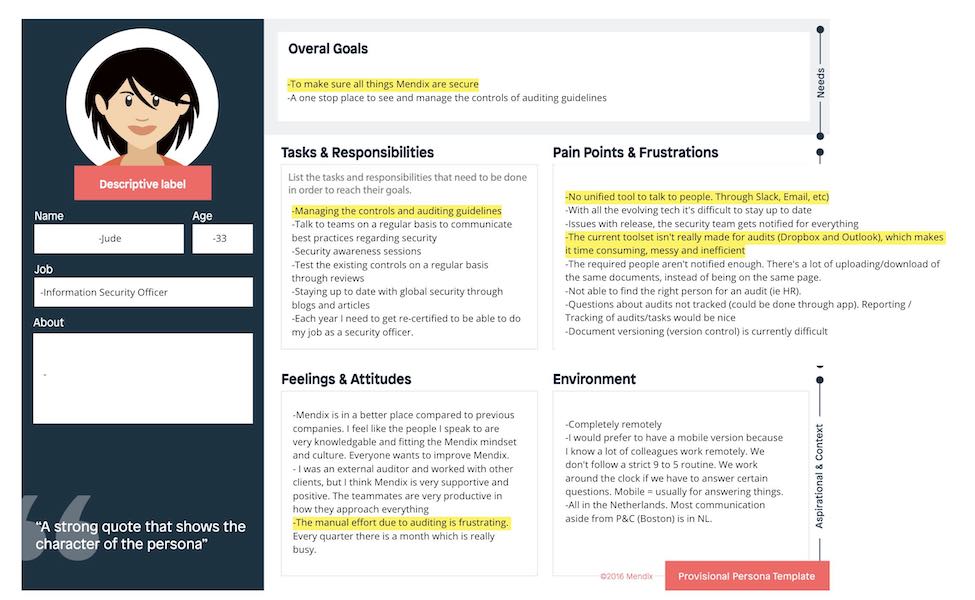 Overal Goals
-To make sure all things Mendix are secure
-A one stop place to see and manage the controls of auditing guidelines
Needs
Descriptive label
Name
Age
-Jude
-33
Job
-Information Security Officer
About
-
“A strong quote that shows the
character of the persona”
Tasks & Responsibilities
List the tasks and responsibilities that need to be done
in order to reach their goals.
-Managing the controls and auditing guidelines
-Talk to teams on a regular basis to communicate
best practices regarding security
-Security awareness sessions
-Test the existing controls on a regular basis
through reviews
-Staying up to date with global security through
blogs and articles
-Each year I need to get re-certified to be able to do
my job as a security officer.
Pain Points & Frustrations
-No unified tool to talk to people. Through Slack, Email, etc)
-With all the evolving tech it's difficult to stay up to date
-Issues with release, the security team gets notified for everything
-The current toolset isn't really made for audits (Dropbox and Outlook), which makes
it time consuming, messy and inefficient
-The required people aren't notified enough. There's a lot of uploading/download of
the same documents, instead of being on the same page.
-Not able to find the right person for an audit (ie HR).
-Questions about audits not tracked (could be done through app). Reporting /
Tracking of audits/tasks would be nice
-Document versioning (version control) is currently difficult
Feelings & Attitudes
-Mendix is in a better place compared to previous
companies. I feel like the people I speak to are
very knowledgable and fitting the Mendix mindset
and culture. Everyone wants to improve Mendix.
- I was an external auditor and worked with other
clients, but I think Mendix is very supportive and
positive. The teammates are very productive in
how they approach everything
-The manual effort due to auditing is frustrating.
Every quarter there is a month which is really
busy.
Environment
-Completely remotely
-I would prefer to have a mobile version because
I know a lot of colleagues work remotely. We
don't follow a strict 9 to 5 routine. We work
around the clock if we have to answer certain
questions. Mobile = usually for answering things.
-All in the Netherlands. Most communication
aside from P&C (Boston) is in NL.
Aspirational & Context
©2016 Mendix
Provisional Persona Template